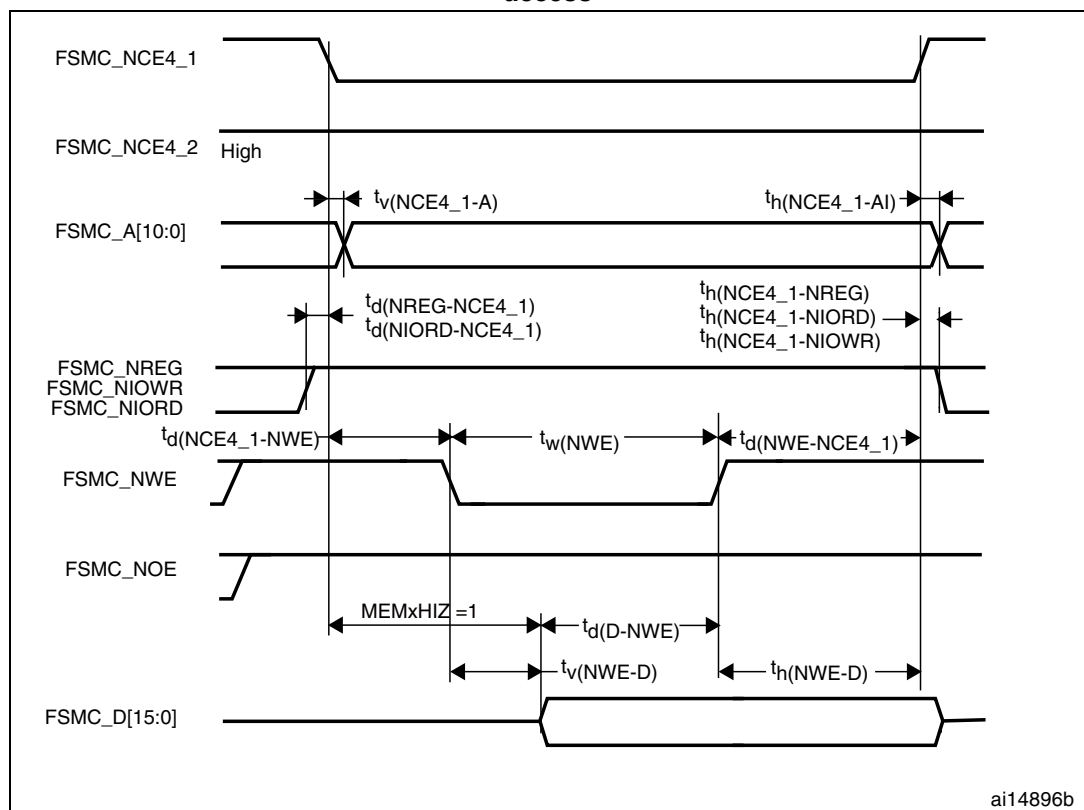 FSMC_NCE4_1
FSMC_NCE4_2 High
tv(NCE4_1-A)
th(NCE4_1-AI)
FSMC_A[10:0]
td(NREG-NCE4_1)
td(NIORD-NCE4_1)
th(NCE4_1-NREG)
th(NCE4_1-NIORD)
th(NCE4_1-NIOWR)
FSMC_NREG
FSMC_NIOWR
FSMC_NIORD
td(NCE4_1-NWE)
tw(NWE)
td(NWE-NCE4_1)
FSMC_NWE
FSMC_NOE
MEMxHIZ =1
td(D-NWE)
tv(NWE-D)
th(NWE-D)
FSMC_D[15:0]
ai14896b